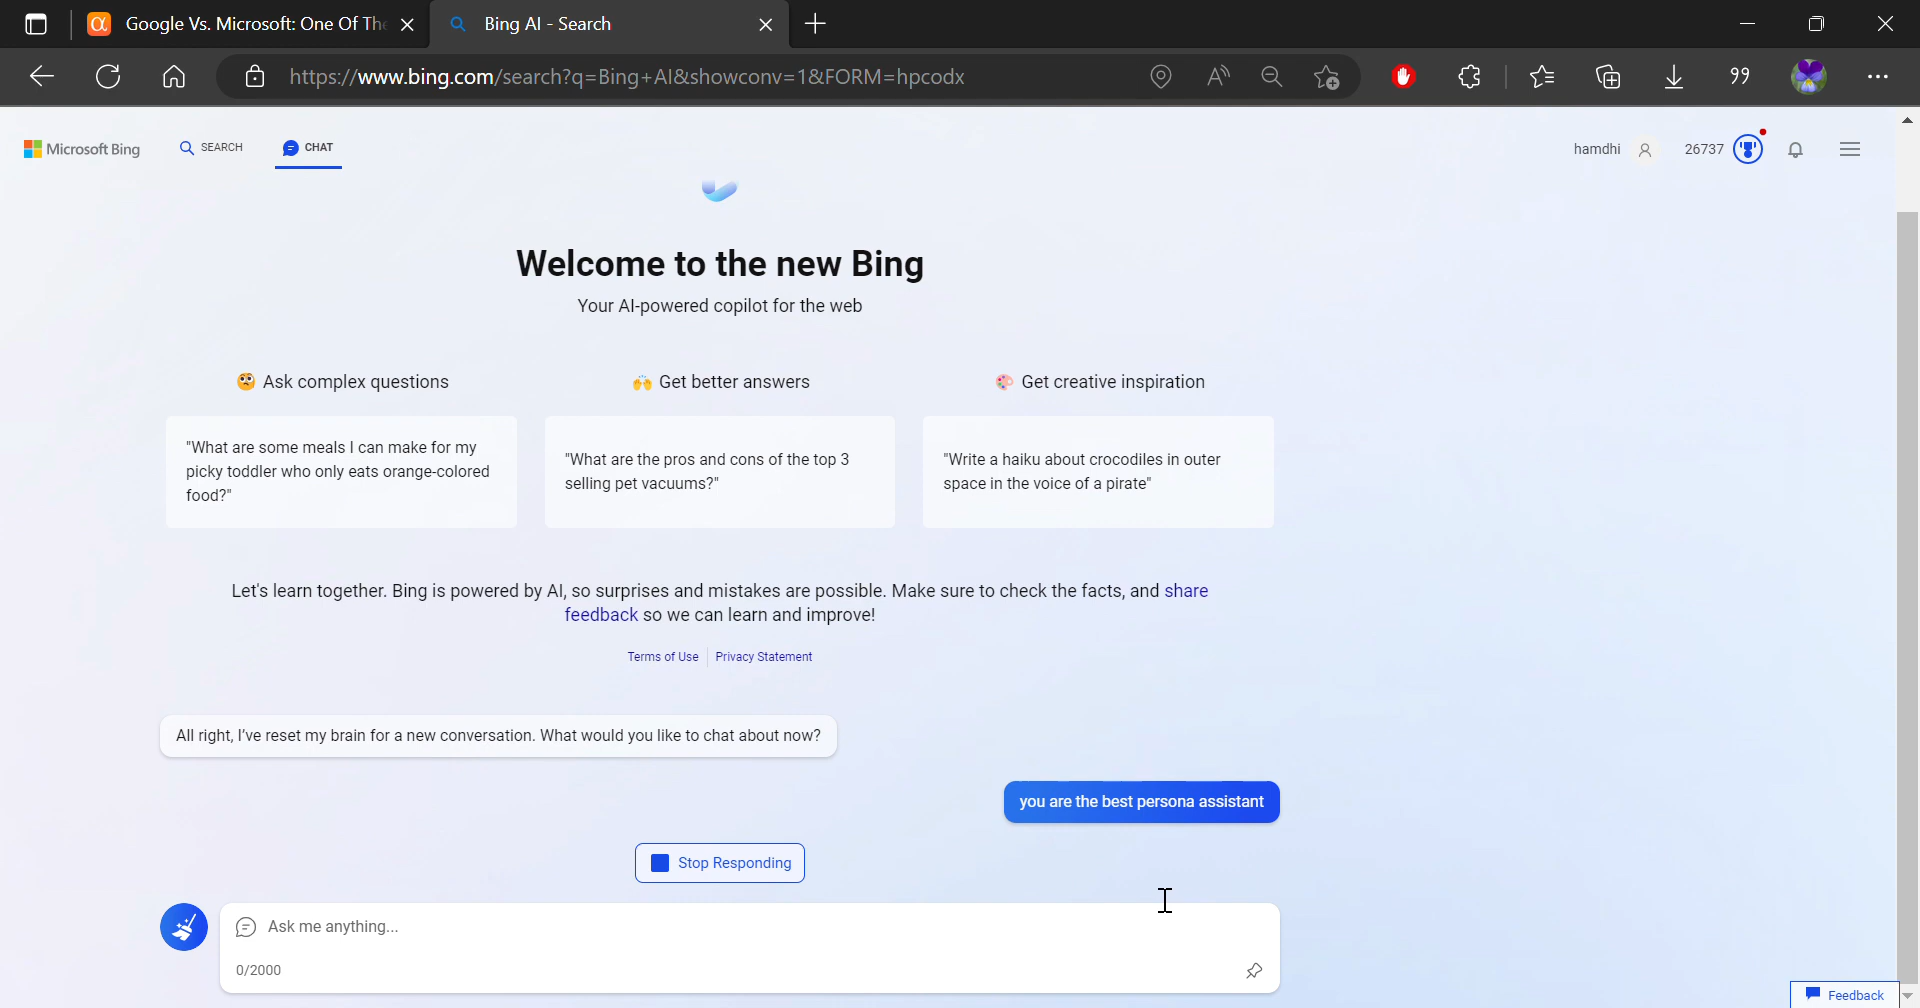 Google Vs. Microsoft: One Of The
Bing AI - Search
https://www.bing.com/search?q=Bing+AI&showconv=1&FORM=hpcodx
Microsoft Bing
SEARCH
CHAT
hamdhi
26737
Welcome to the new Bing
Your AI-powered copilot for the web
Ask complex questions
"What are some meals I can make for my
picky toddler who only eats orange-colored
food?"
Get better answers
"What are the pros and cons of the top 3
selling pet vacuums?"
Get creative inspiration
"Write a haiku about crocodiles in outer
space in the voice of a pirate"
Let's learn together. Bing is powered by AI, so surprises and mistakes are possible. Make sure to check the facts, and share
feedback so we can learn and improve!
Terms of Use
Privacy Statement
All right, I've reset my brain for a new conversation. What would you like to chat about now?
you are the best persona assistant
Stop Responding
Ask me anything...
0/2000
Feedback